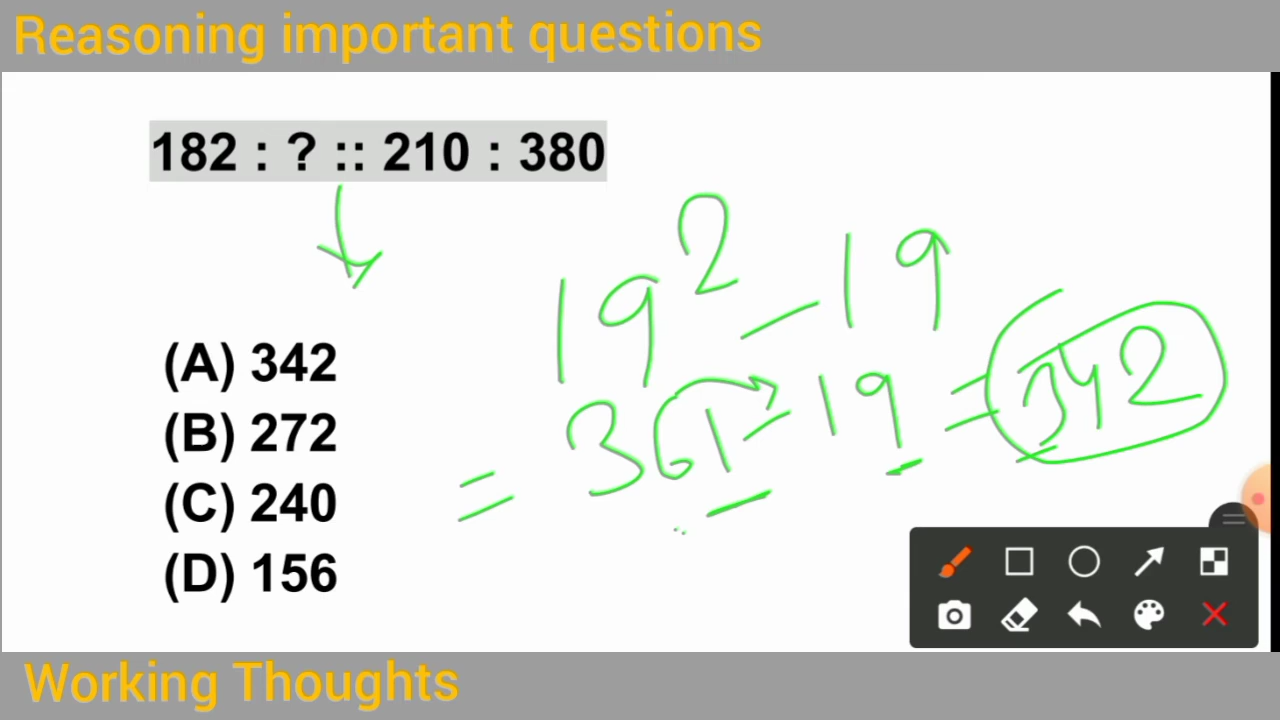 Reasoning important questions
182 : ? :: 210 : 380
19² – 19
= 361 – 19 = 342
(A) 342
(B) 272
(C) 240
(D) 156
Working Thoughts